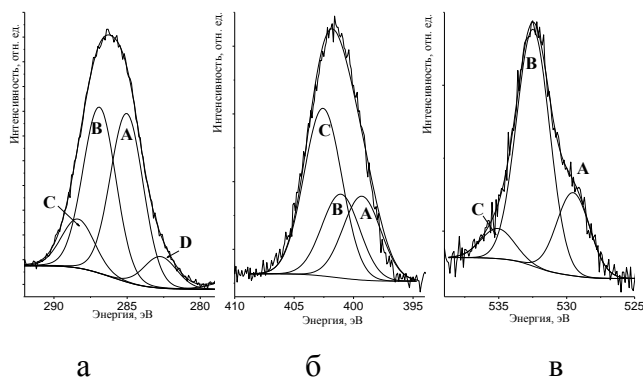 Интенсивность, отн. ед.
B
A
C
D
290
285
280
Энергия, эВ
а
Интенсивность, отн. ед.
C
B
A
410
405
400
395
Энергия, эВ
б
Интенсивность, отн. ед.
B
A
C
535
530
525
Энергия, эВ
в